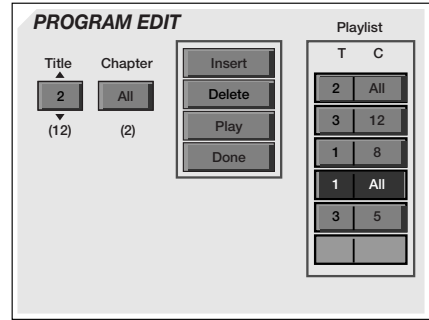 PROGRAM EDIT
Playlist
Title Chapter
2 All
(12) (2)
Insert
Delete
Play
Done
T C
2 All
3 12
1 8
1 All
3 5